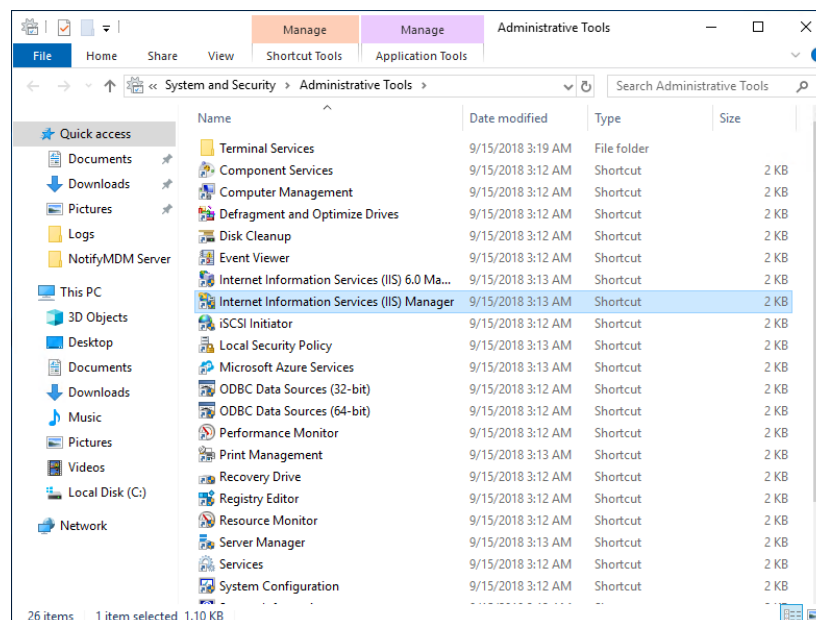 Manage Manage Administrative Tools
File Home Share View Shortcut Tools Application Tools
« System and Security > Administrative Tools > Search Administrative Tools
Name Date modified Type Size
Quick access
Documents
Downloads
Pictures
Logs
NotifyMDM Server
This PC
3D Objects
Desktop
Documents
Downloads
Music
Pictures
Videos
Local Disk (C:)
Network
Terminal Services 9/15/2018 3:19 AM File folder
Component Services 9/15/2018 3:12 AM Shortcut 2 KB
Computer Management 9/15/2018 3:12 AM Shortcut 2 KB
Defragment and Optimize Drives 9/15/2018 3:12 AM Shortcut 2 KB
Disk Cleanup 9/15/2018 3:12 AM Shortcut 2 KB
Event Viewer 9/15/2018 3:12 AM Shortcut 2 KB
Internet Information Services (IIS) 6.0 Ma... 9/15/2018 3:13 AM Shortcut 2 KB
Internet Information Services (IIS) Manager 9/15/2018 3:13 AM Shortcut 2 KB
iSCSI Initiator 9/15/2018 3:12 AM Shortcut 2 KB
Local Security Policy 9/15/2018 3:13 AM Shortcut 2 KB
Microsoft Azure Services 9/15/2018 3:13 AM Shortcut 2 KB
ODBC Data Sources (32-bit) 9/15/2018 3:12 AM Shortcut 2 KB
ODBC Data Sources (64-bit) 9/15/2018 3:12 AM Shortcut 2 KB
Performance Monitor 9/15/2018 3:12 AM Shortcut 2 KB
Print Management 9/15/2018 3:13 AM Shortcut 2 KB
Recovery Drive 9/15/2018 3:12 AM Shortcut 2 KB
Registry Editor 9/15/2018 3:12 AM Shortcut 2 KB
Resource Monitor 9/15/2018 3:12 AM Shortcut 2 KB
Server Manager 9/15/2018 3:13 AM Shortcut 2 KB
Services 9/15/2018 3:12 AM Shortcut 2 KB
System Configuration 9/15/2018 3:12 AM Shortcut 2 KB
26 items 1 item selected 1.10 KB